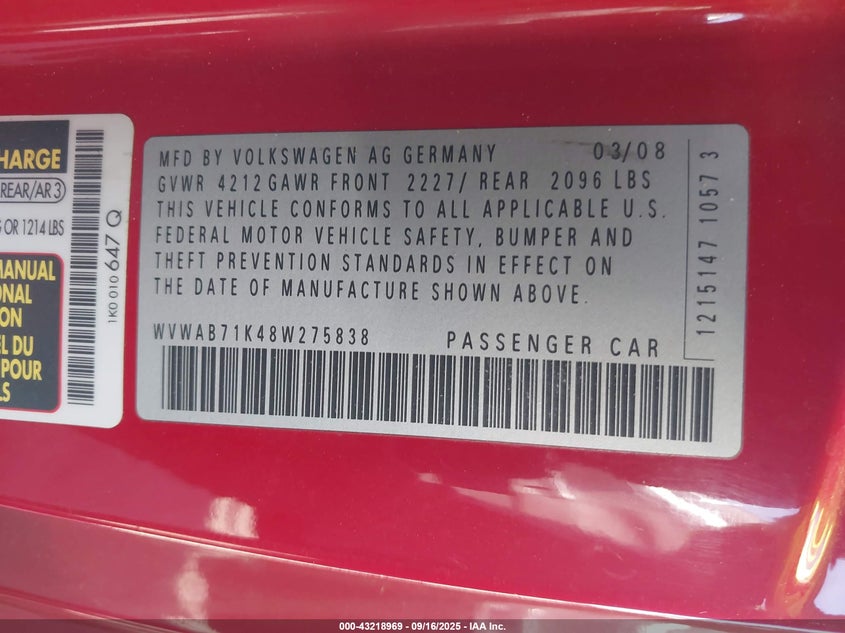 CHARGE
REAR/AR 3
G OR 1214 LBS
MANUAL
ONAL
ION
EL DU
POUR
LS
1K0 010 647 Q
MFD BY VOLKSWAGEN AG GERMANY 03/08
GVWR 4212 GAWR FRONT 2227/ REAR 2096 LBS
THIS VEHICLE CONFORMS TO ALL APPLICABLE U.S.
FEDERAL MOTOR VEHICLE SAFETY, BUMPER AND
THEFT PREVENTION STANDARDS IN EFFECT ON
THE DATE OF MANUFACTURE SHOWN ABOVE.
WVWAB71K48W275838 PASSENGER CAR
1215147 1057 3
000-43218969 - 09/16/2025 - IAA Inc.